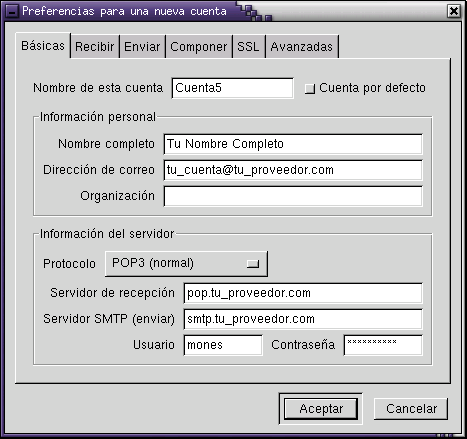 Preferencias para una nueva cuenta
Básicas Recibir Enviar Componer SSL Avanzadas
Nombre de esta cuenta Cuenta5 Cuenta por defecto
Información personal
Nombre completo Tu Nombre Completo
Dirección de correo tu_cuenta@tu_proveedor.com
Organización
Información del servidor
Protocolo POP3 (normal)
Servidor de recepción pop.tu_proveedor.com
Servidor SMTP (enviar) smtp.tu_proveedor.com
Usuario mones Contraseña **********
Aceptar Cancelar